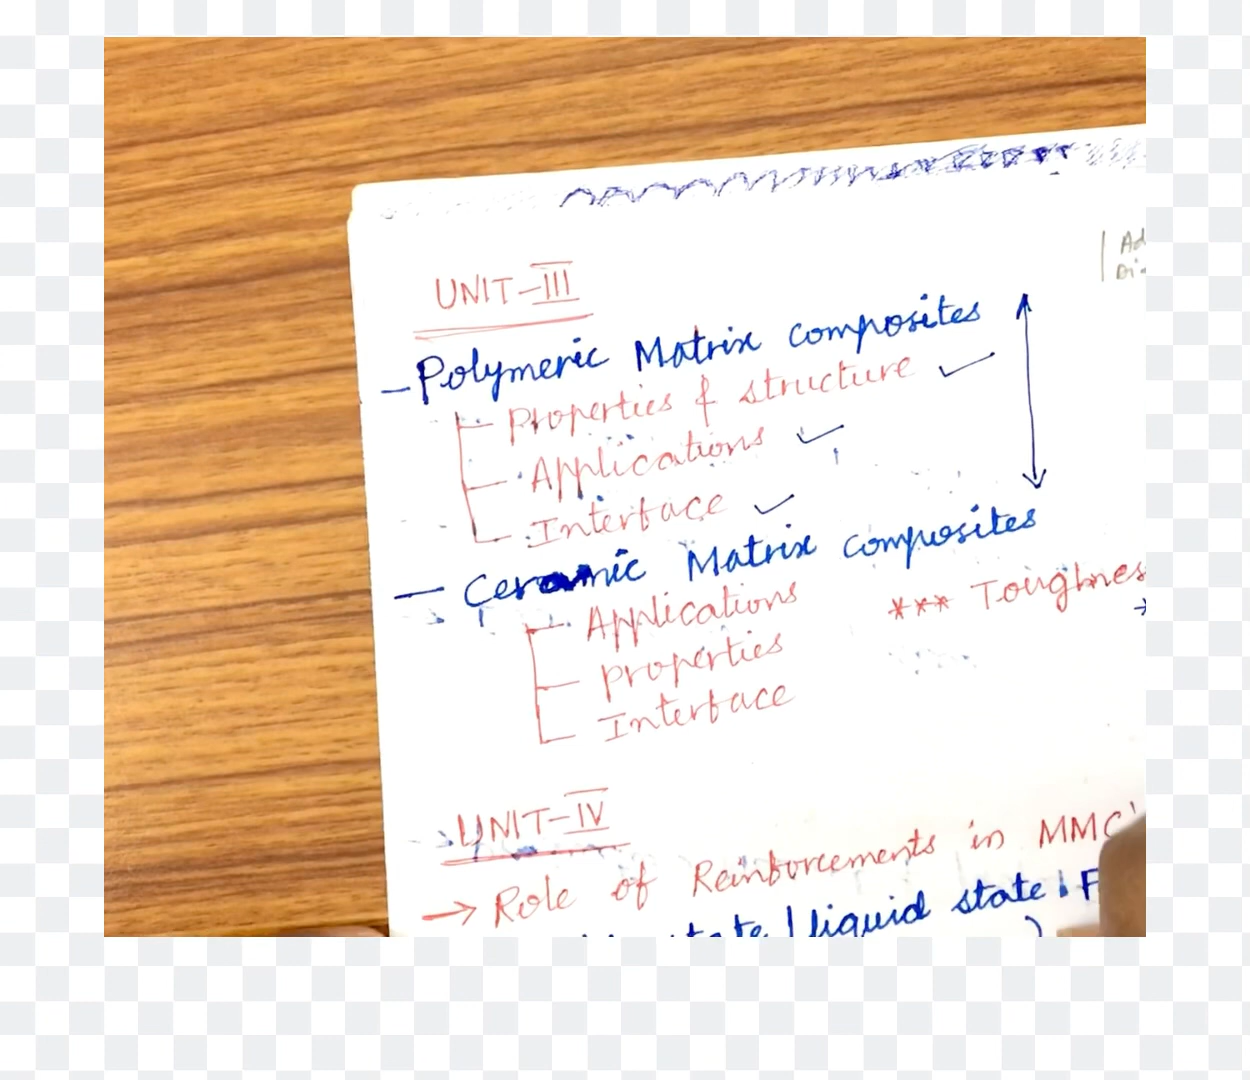 UNIT-III
- Polymeric Matrix composites
Properties & structure ✓
Applications ✓
Interface ✓
- Ceramic Matrix composites
Applications
*** Toughnes
Properties
Interface
UNIT-IV
→ Role of Reinforcements in MMC'
state / liquid state / F